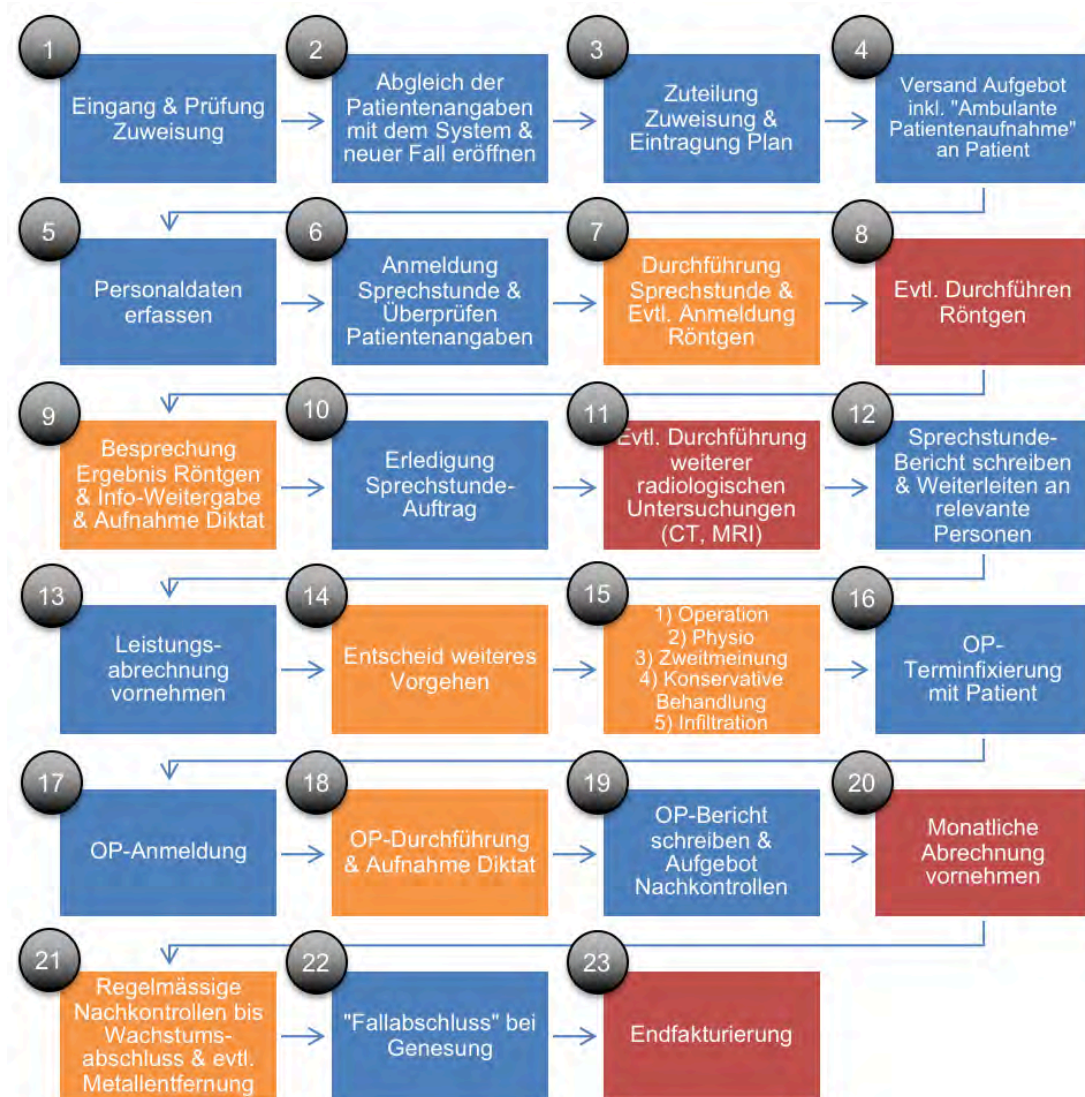 1
Eingang & Prüfung
Zuweisung
2
Abgleich der
Patientenangaben
mit dem System &
neuer Fall eröffnen
3
Zuteilung
Zuweisung &
Eintragung Plan
4
Versand Aufgebot
inkl. "Ambulante
Patientenaufnahme"
an Patient
5
Personaldaten
erfassen
6
Anmeldung
Sprechstunde &
Überprüfen
Patientenangaben
7
Durchführung
Sprechstunde &
Evtl. Anmeldung
Röntgen
8
Evtl. Durchführen
Röntgen
9
Besprechung
Ergebnis Röntgen
& Info-Weitergabe
& Aufnahme Diktat
10
Erledigung
Sprechstunde-
Auftrag
11
Evtl. Durchführung
weiterer
radiologischen
Untersuchungen
(CT, MRI)
12
Sprechstunde-
Bericht schreiben
& Weiterleiten an
relevante
Personen
13
Leistungs-
abrechnung
vornehmen
14
Entscheid weiteres
Vorgehen
15
1) Operation
2) Physio
3) Zweitmeinung
4) Konservative
Behandlung
5) Infiltration
16
OP-
Terminfixierung
mit Patient
17
OP-Anmeldung
18
OP-Durchführung
& Aufnahme Diktat
19
OP-Bericht
schreiben &
Aufgebot
Nachkontrollen
20
Monatliche
Abrechnung
vornehmen
21
Regelmässige
Nachkontrollen bis
Wachstums-
abschluss & evtl.
Metallentfernung
22
"Fallabschluss" bei
Genesung
23
Endfakturierung